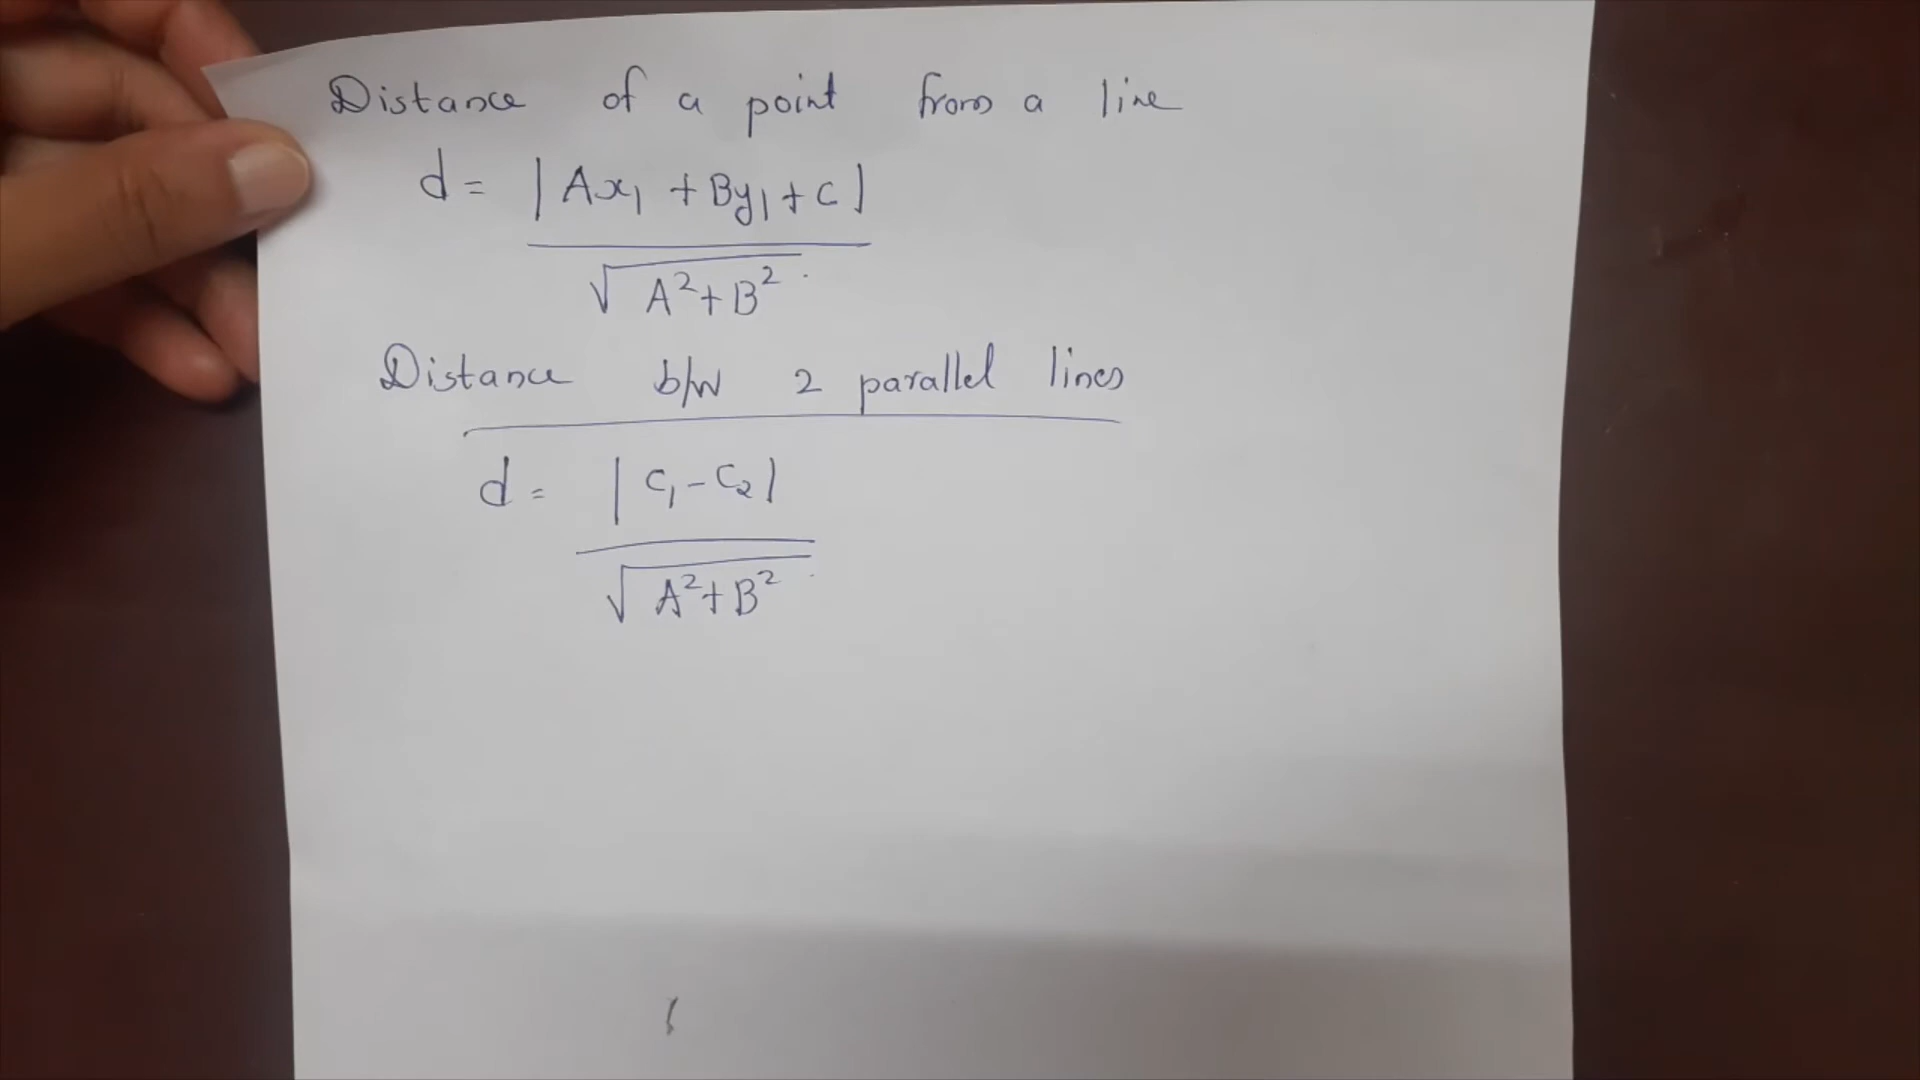 Distance of a point from a line
d = |Ax₁ + By₁ + C|
√A²+B²
Distance b/w 2 parallel lines
d = |C₁ - C₂|
√A²+B²